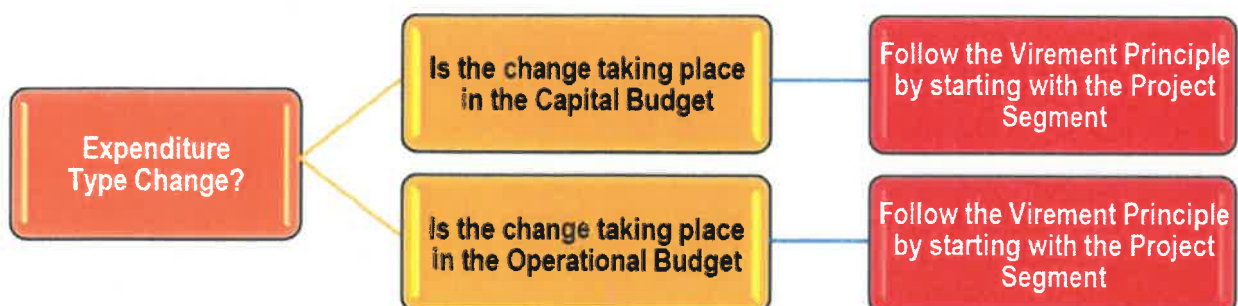 Expenditure
Type Change?
Is the change taking place
in the Capital Budget
Follow the Virement Principle
by starting with the Project
Segment
Is the change taking place
in the Operational Budget
Follow the Virement Principle
by starting with the Project
Segment